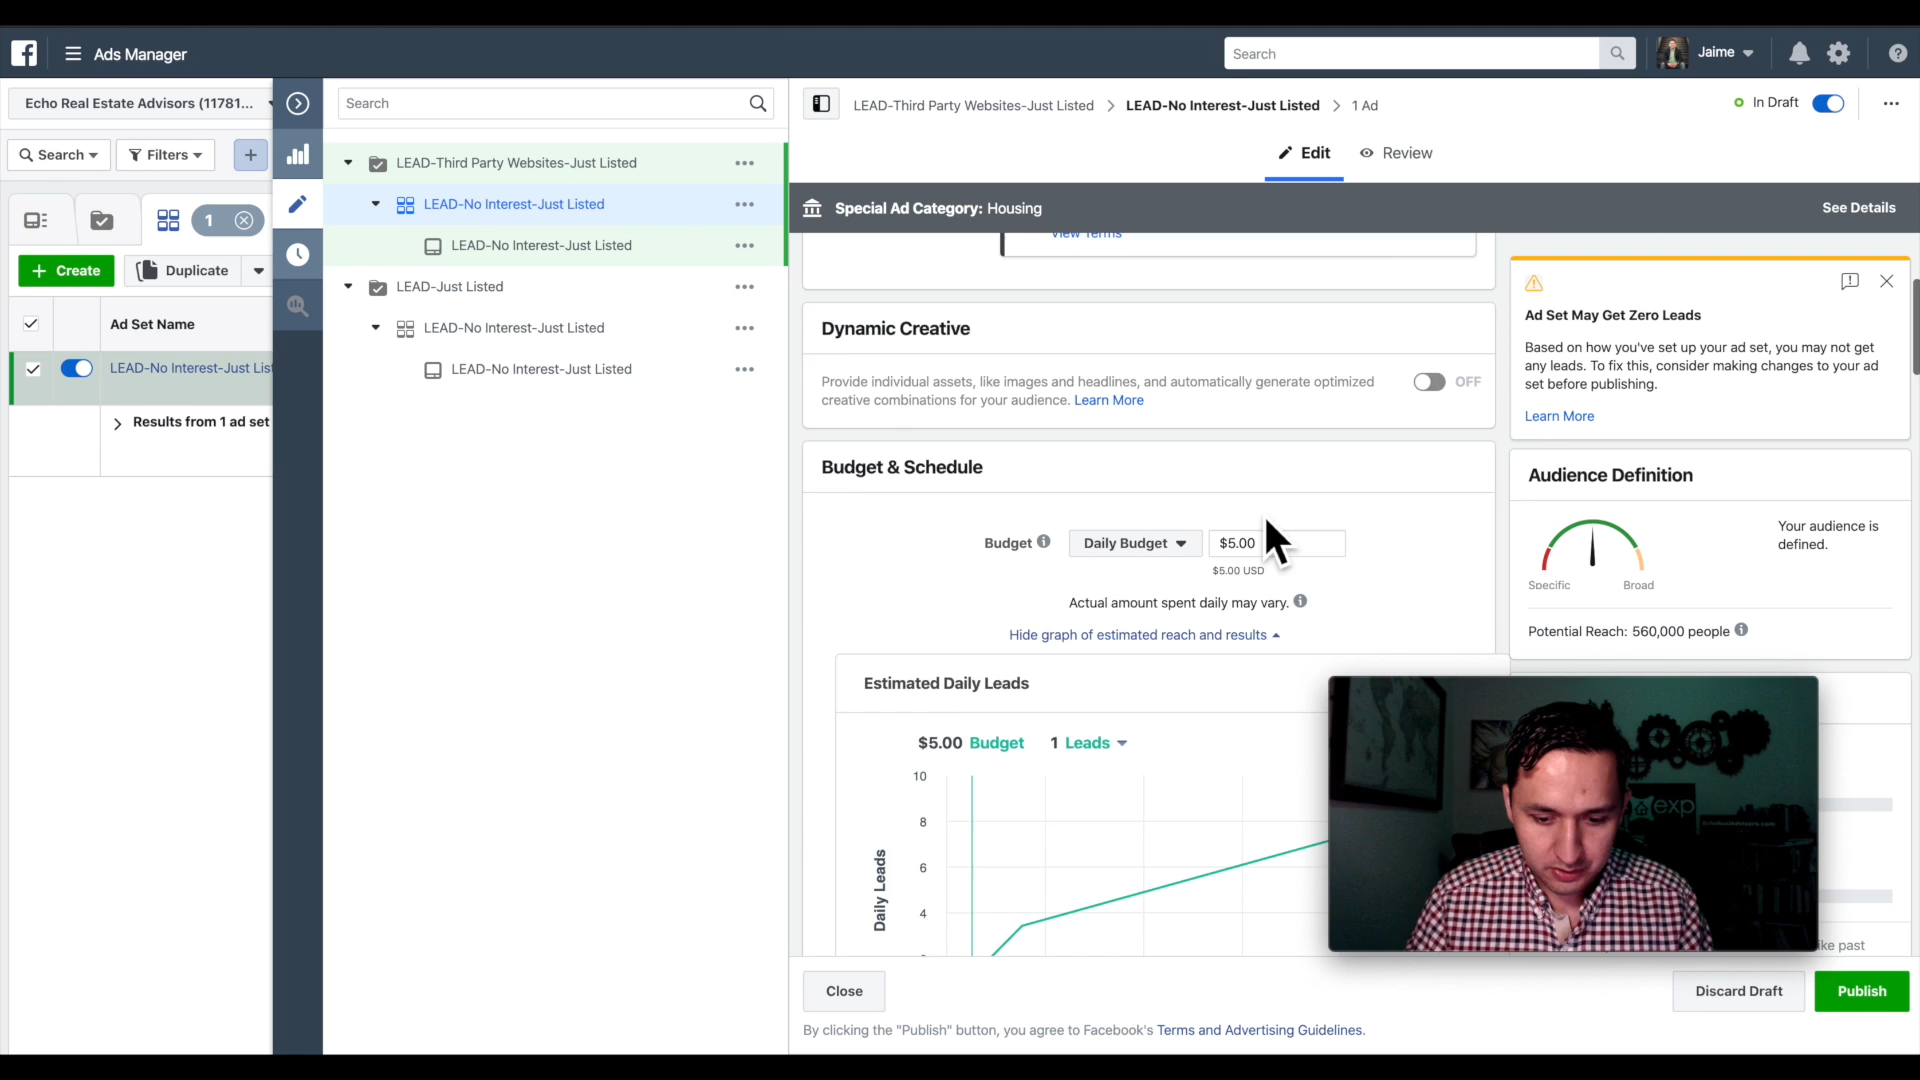 Ads Manager
Search
Jaime
Echo Real Estate Advisors (11781...
Search
Search
Filters
1
Create
Duplicate
Ad Set Name
LEAD-No Interest-Just List
Results from 1 ad set
LEAD-Third Party Websites-Just Listed
LEAD-No Interest-Just Listed
LEAD-No Interest-Just Listed
LEAD-Just Listed
LEAD-No Interest-Just Listed
LEAD-No Interest-Just Listed
LEAD-Third Party Websites-Just Listed > LEAD-No Interest-Just Listed > 1 Ad
In Draft
Edit
Review
Special Ad Category: Housing
See Details
View Terms
Dynamic Creative
Provide individual assets, like images and headlines, and automatically generate optimized
creative combinations for your audience. Learn More
OFF
Budget & Schedule
Budget
Daily Budget
$5.00
$5.00 USD
Actual amount spent daily may vary.
Hide graph of estimated reach and results
Estimated Daily Leads
$5.00 Budget
1 Leads
10
8
6
4
Daily Leads
Ad Set May Get Zero Leads
Based on how you've set up your ad set, you may not get
any leads. To fix this, consider making changes to your ad
set before publishing.
Learn More
Audience Definition
Your audience is
defined.
Specific
Broad
Potential Reach: 560,000 people
exp
past
Close
Discard Draft
Publish
By clicking the "Publish" button, you agree to Facebook's Terms and Advertising Guidelines.